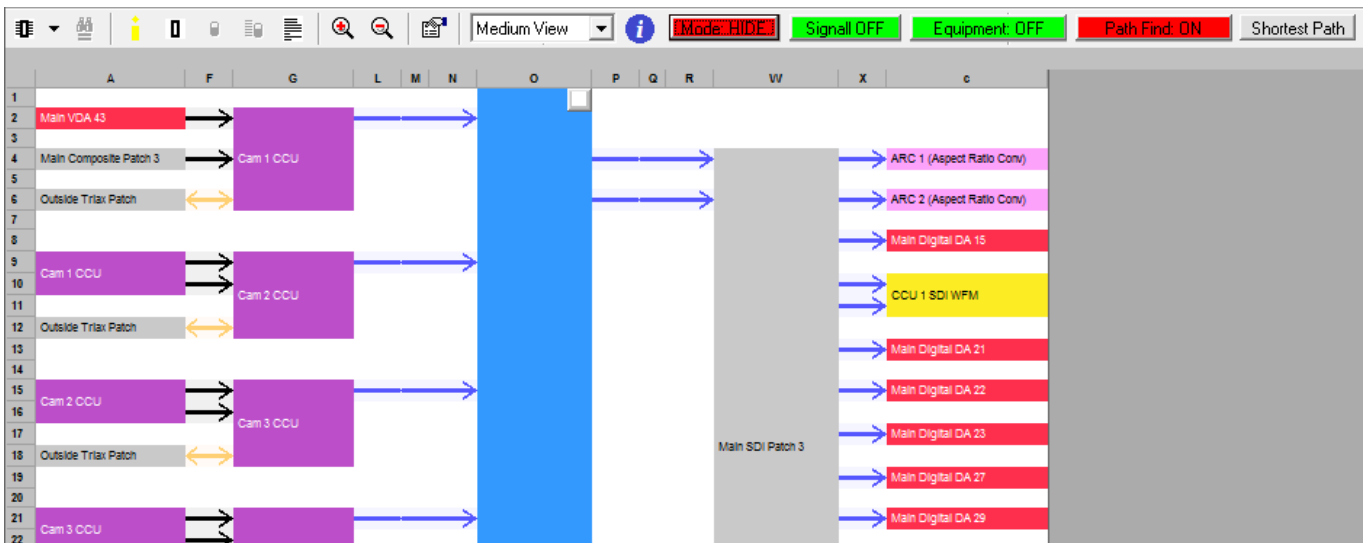 Medium View
Mode: HIDE
Signall OFF
Equipment: OFF
Path Find: ON
Shortest Path
A F G L M N O P Q R W X c
1
2 Main VDA 43
3
4 Main Composite Patch 3 Cam 1 CCU ARC 1 (Aspect Ratio Conv)
5
6 Outside Triax Patch ARC 2 (Aspect Ratio Conv)
7
8 Main Digital DA 15
9
Cam 1 CCU
10
Cam 2 CCU CCU 1 SDI WFM
11
12 Outside Triax Patch
13 Main Digital DA 21
14
15 Main Digital DA 22
Cam 2 CCU
16
Cam 3 CCU
17 Main Digital DA 23
Main SDI Patch 3
18 Outside Triax Patch
19 Main Digital DA 27
20
21 Main Digital DA 29
Cam 3 CCU
22